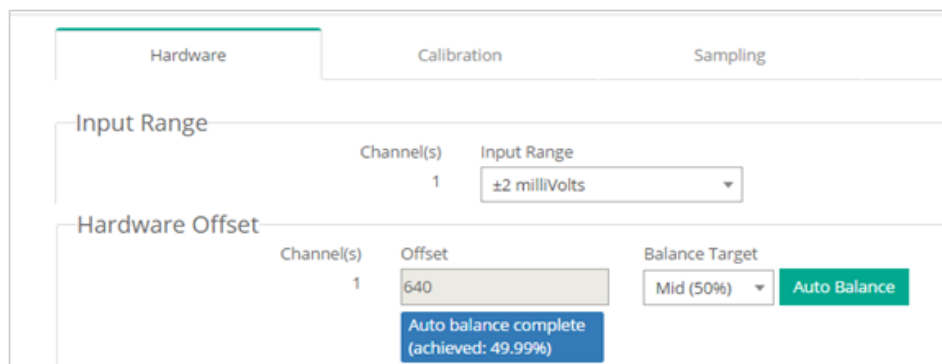 Hardware Calibration Sampling
Input Range
Channel(s) Input Range
1 ±2 milliVolts
Hardware Offset
Channel(s) Offset Balance Target
1 640 Mid (50%) Auto Balance
Auto balance complete
(achieved: 49.99%)